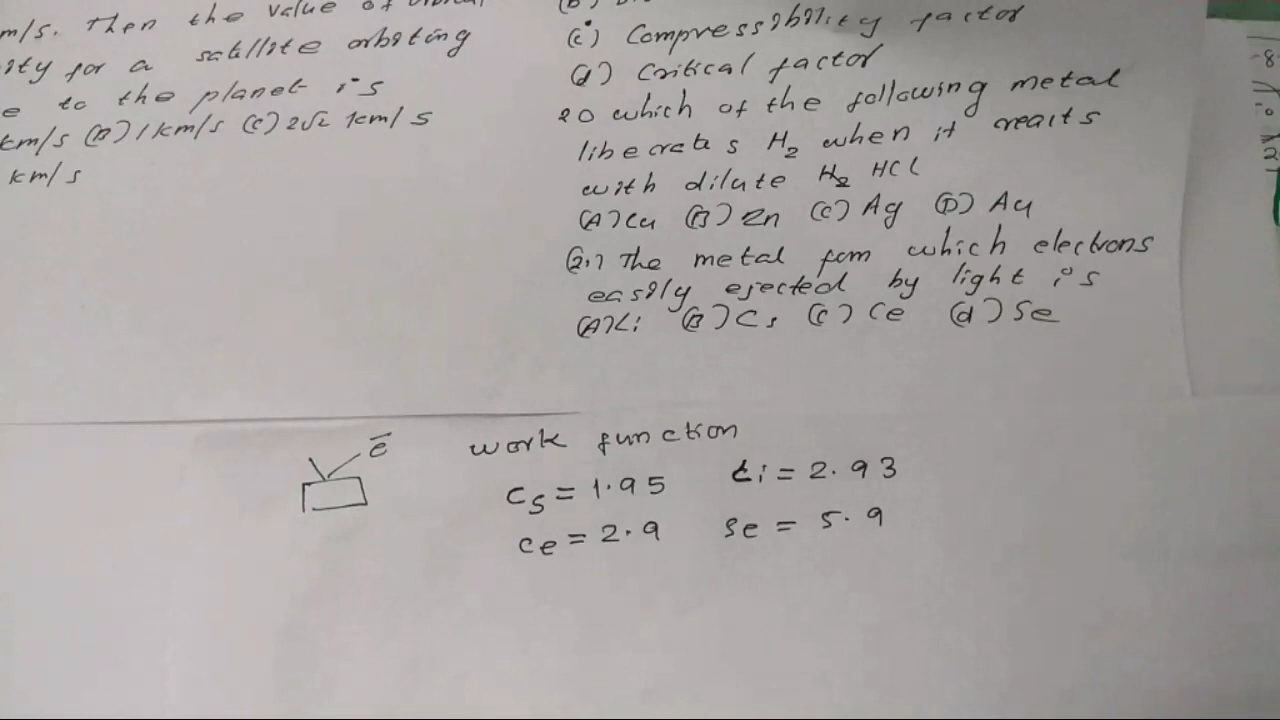 m/s. Then the value of
sity for a satellite orbiting
e to the planet is
km/s (B) 1 km/s (C) 2√2 km/s
km/s
(C) Compressibility factor
(d) Critical factor
20 which of the following metal
liberates H2 when it reacts
with dilute H2 HCl
(A) Cu (B) Zn (C) Ag (D) Au
(21) The metal fom which electrons
easily ejected by light is
(A) Li (B) Cs (C) Ce (d) Se
e̅
work function
Cs = 1.95 Li = 2.93
Ce = 2.9 Se = 5.9
-8